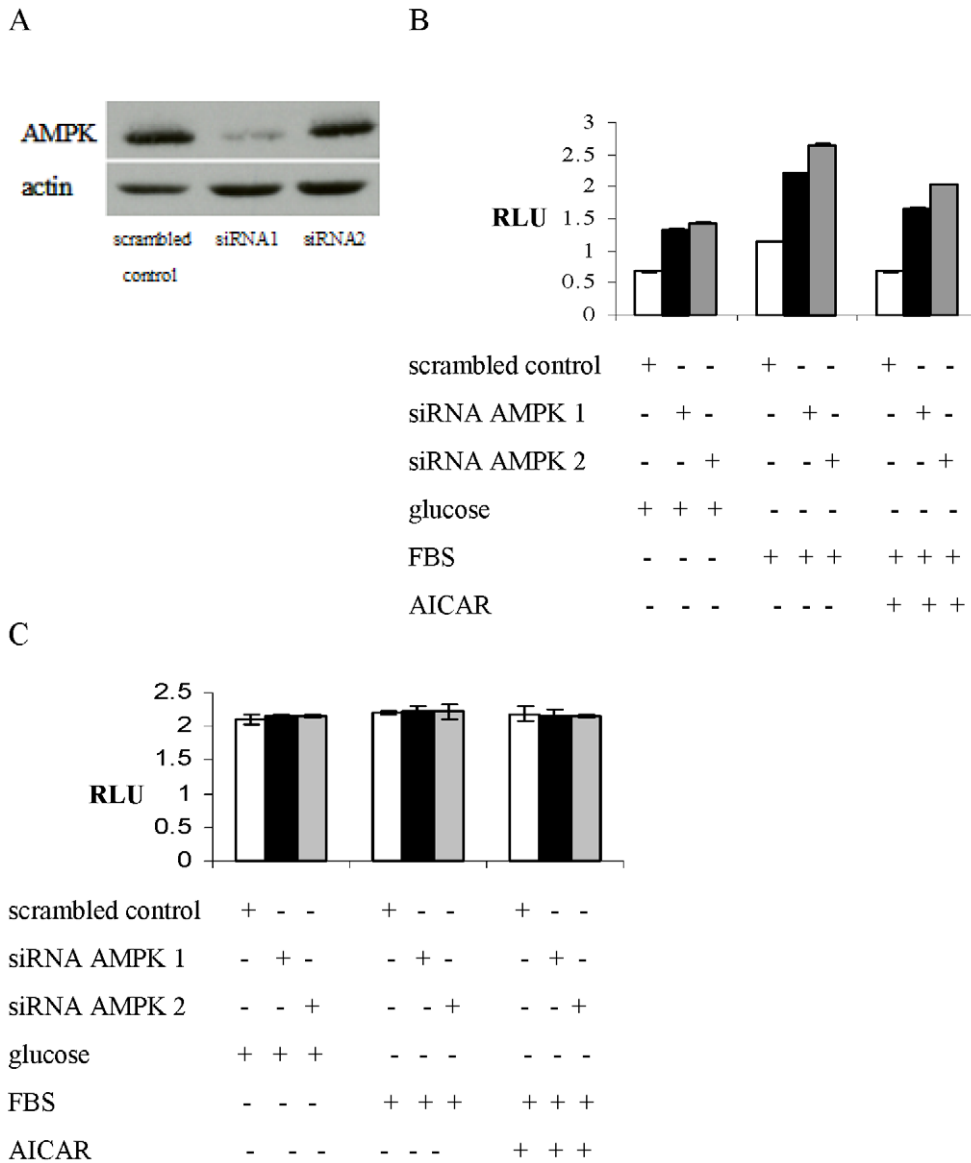 A
AMPK
actin
scrambled control
siRNA1
siRNA2
B
3
2.5
2
1.5
1
0.5
0
RLU
scrambled control + - - + - - + - -
siRNA AMPK 1 - + - - + - - + -
siRNA AMPK 2 - - + - - + - - +
glucose + + + - - - - - -
FBS - - - + + + + + +
AICAR - - - - - - + + +
C
2.5
2
1.5
1
0.5
0
RLU
scrambled control + - - + - - + - -
siRNA AMPK 1 - + - - + - - + -
siRNA AMPK 2 - - + - - + - - +
glucose + + + - - - - - -
FBS - - - + + + + + +
AICAR - - - - - - + + +